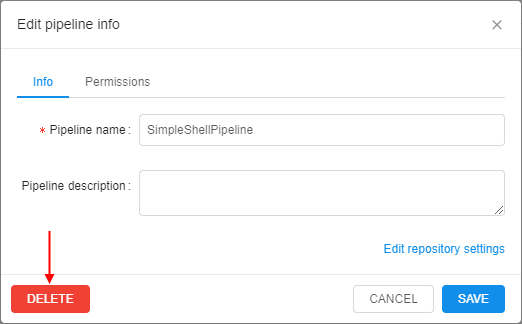 Edit pipeline info
Info Permissions
* Pipeline name : SimpleShellPipeline
Pipeline description :
Edit repository settings
DELETE CANCEL SAVE